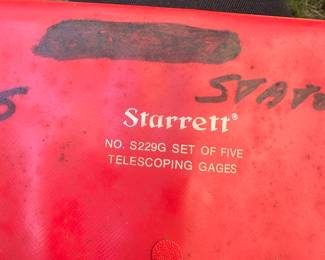 Starrett®
NO. S229G SET OF FIVE
TELESCOPING GAGES